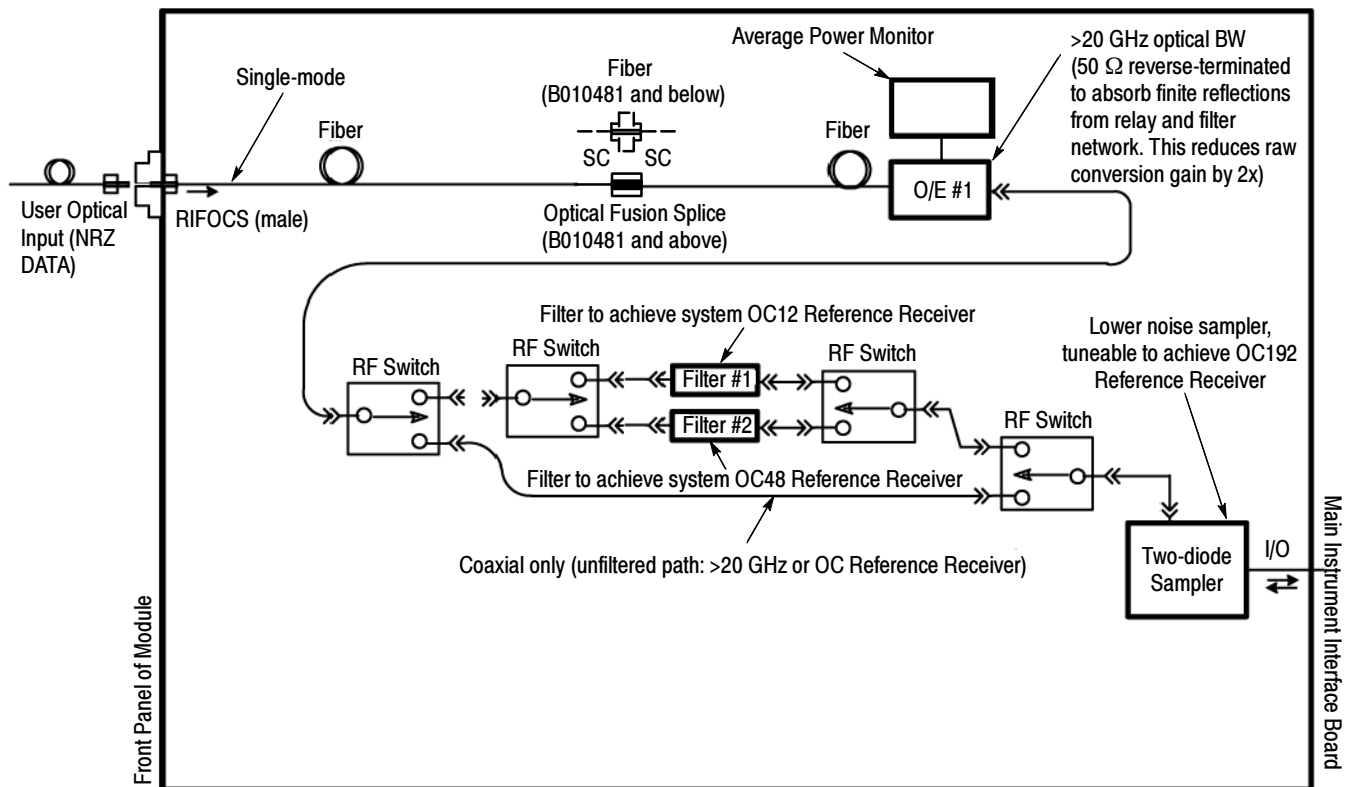 Average Power Monitor
>20 GHz optical BW
(50 Ω reverse-terminated
to absorb finite reflections
from relay and filter
network. This reduces raw
conversion gain by 2x)
Single-mode
Fiber
(B010481 and below)
Fiber
SC SC
Fiber
O/E #1
User Optical
Input (NRZ
DATA)
RIFOCS (male)
Optical Fusion Splice
(B010481 and above)
Filter to achieve system OC12 Reference Receiver
Lower noise sampler,
tuneable to achieve OC192
Reference Receiver
RF Switch
RF Switch
Filter #1
RF Switch
Filter #2
RF Switch
Filter to achieve system OC48 Reference Receiver
Coaxial only (unfiltered path: >20 GHz or OC Reference Receiver)
Two-diode
Sampler
I/O
Front Panel of Module
Main Instrument Interface Board